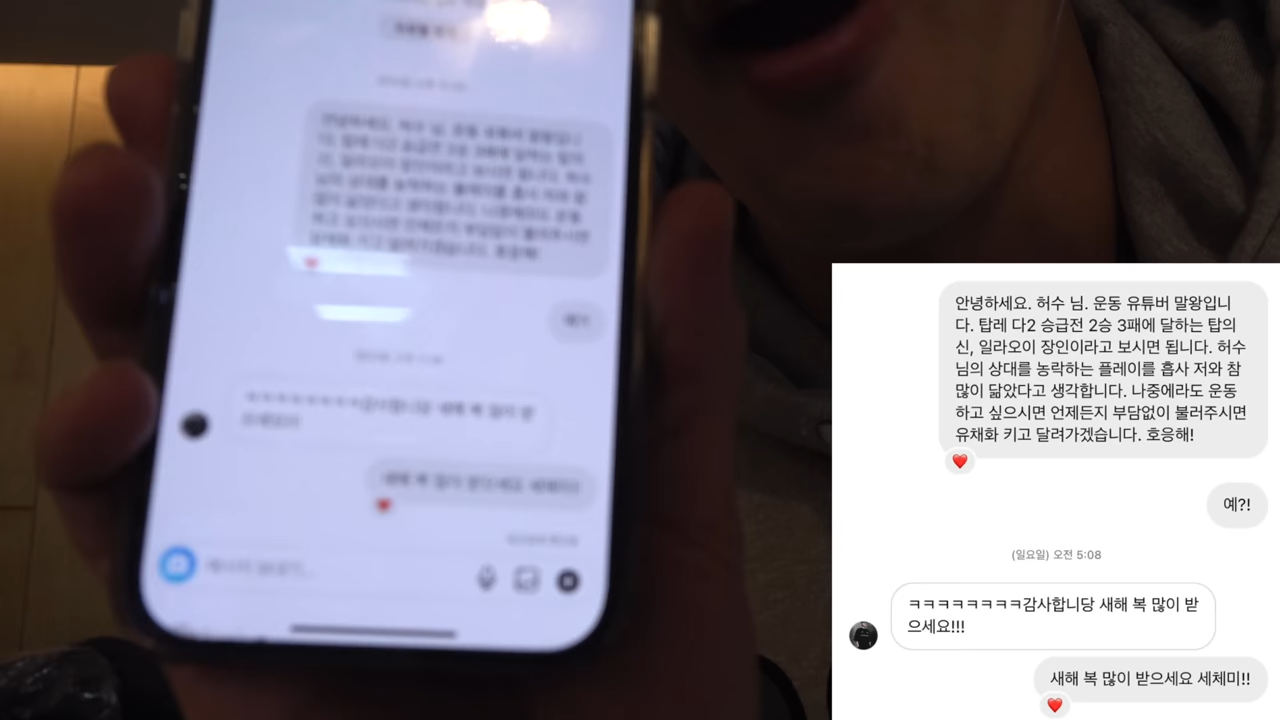 안녕하세요. 허수 님. 운동 유튜버 말왕입니
다. 탑레 다2 승급전 2승 3패에 달하는 탑의
신, 일라오이 장인이라고 보시면 됩니다. 허수
님의 상대를 농락하는 플레이를 흡사 저와 참
많이 닮았다고 생각합니다. 나중에라도 운동
하고 싶으시면 언제든지 부담없이 불러주시면
유채화 키고 달려가겠습니다. 호응해!
예?!
(일요일) 오전 5:08
ㅋㅋㅋㅋㅋㅋㅋㅋ감사합니당 새해 복 많이 받
으세요!!!
새해 복 많이 받으세요 세체미!!